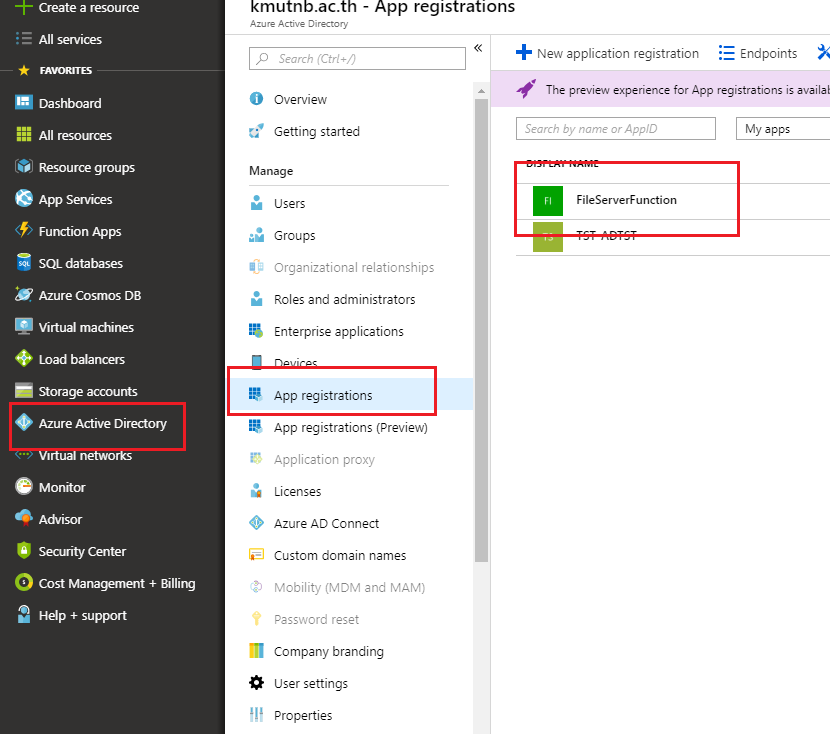 Create a resource
All services
FAVORITES
Dashboard
All resources
Resource groups
App Services
Function Apps
SQL databases
Azure Cosmos DB
Virtual machines
Load balancers
Storage accounts
Azure Active Directory
Virtual networks
Monitor
Advisor
Security Center
Cost Management + Billing
Help + support
kmutnb.ac.th - App registrations
Azure Active Directory
Search (Ctrl+/)
«
Overview
Getting started
Manage
Users
Groups
Organizational relationships
Roles and administrators
Enterprise applications
Devices
App registrations
App registrations (Preview)
Application proxy
Licenses
Azure AD Connect
Custom domain names
Mobility (MDM and MAM)
Password reset
Company branding
User settings
Properties
New application registration
Endpoints
The preview experience for App registrations is availab
Search by name or AppID
My apps
DISPLAY NAME
FI
FileServerFunction
TS
TST-ADTST